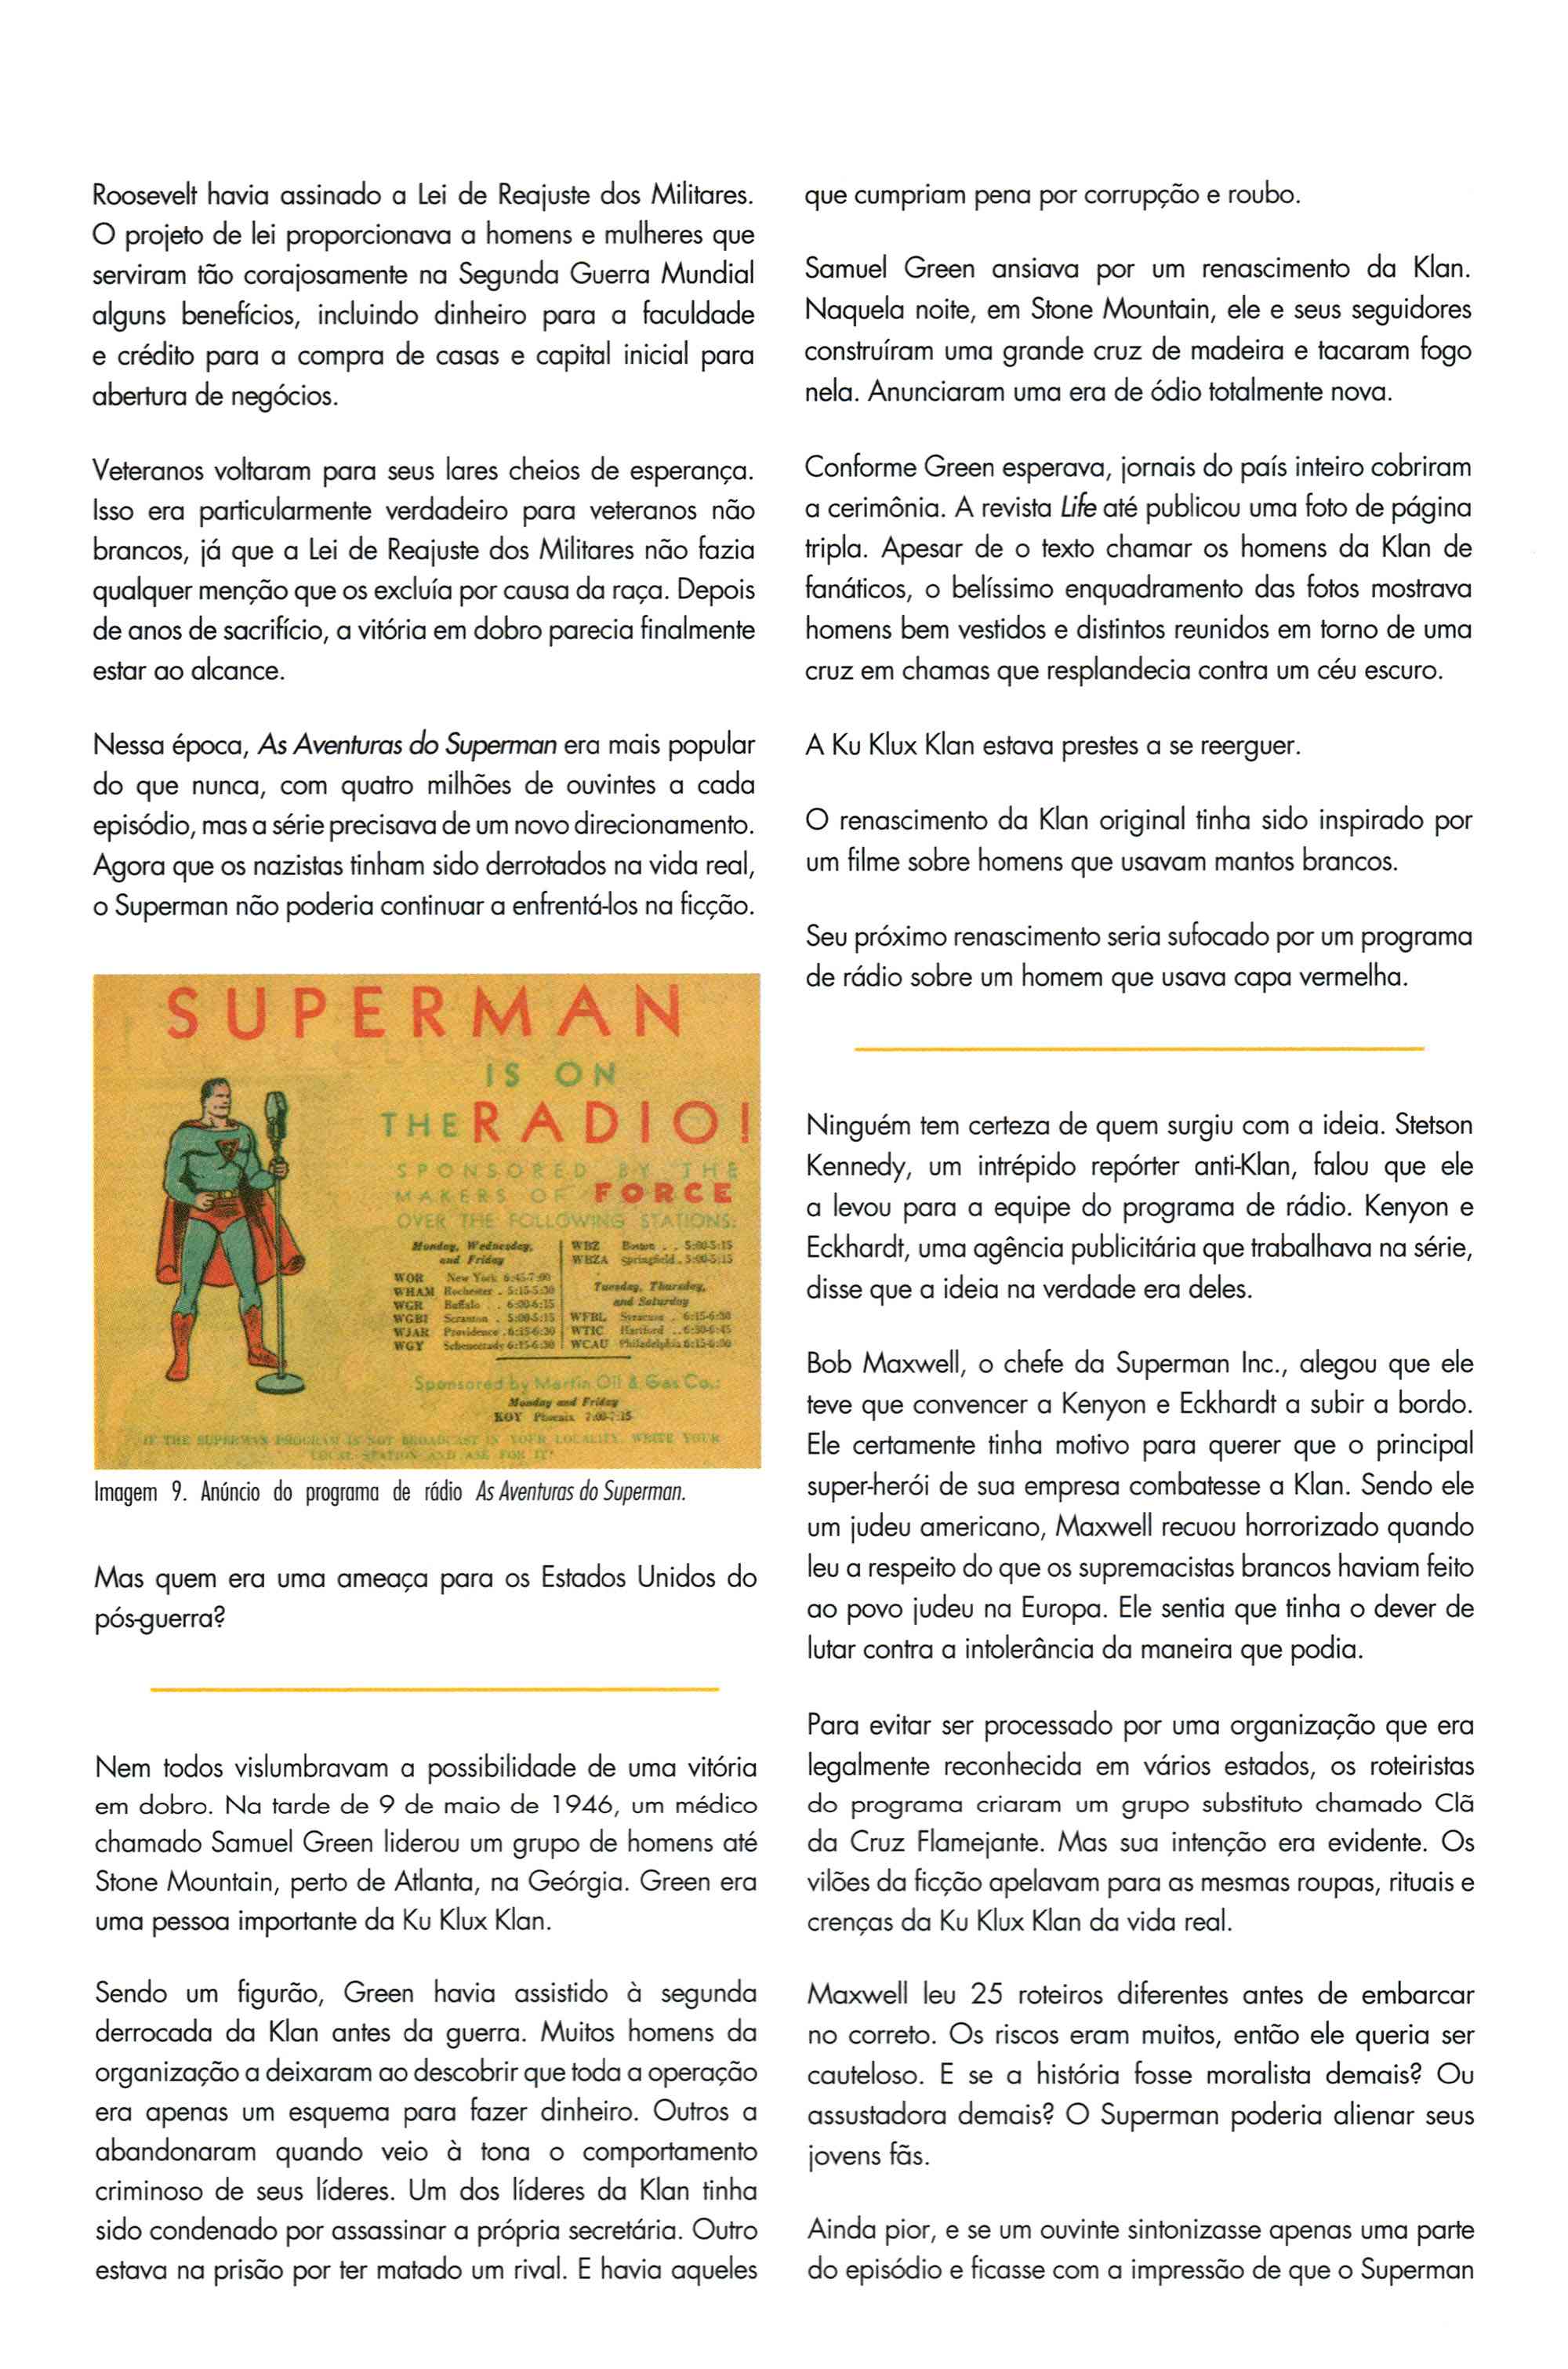 Roosevelt havia assinado a Lei de Reajuste dos Militares.
O projeto de lei proporcionava a homens e mulheres que
serviram tão corajosamente na Segunda Guerra Mundial
alguns benefícios, incluindo dinheiro para a faculdade
e crédito para a compra de casas e capital inicial para
abertura de negócios.
Veteranos voltaram para seus lares cheios de esperança.
Isso era particularmente verdadeiro para veteranos não
brancos, já que a Lei de Reajuste dos Militares não fazia
qualquer menção que os excluía por causa da raça. Depois
de anos de sacrifício, a vitória em dobro parecia finalmente
estar ao alcance.
Nessa época, As Aventuras do Superman era mais popular
do que nunca, com quatro milhões de ouvintes a cada
episódio, mas a série precisava de um novo direcionamento.
Agora que os nazistas tinham sido derrotados na vida real,
o Superman não poderia continuar a enfrentá-los na ficção.
SUPERMAN
IS ON
THE RADIO!
SPONSORED BY THE
MAKERS OF FORCE
OVER THE FOLLOWING STATIONS:
Monday, Wednesday,
and Friday
WOR New York 6:45-7:00
WHAM Rochester . 5:15-5:30
WGR Buffalo . . 6:00-6:15
WGBI Scranton . 5:00-5:15
WJAR Providence . 6:15-6:30
WGY Schenectady 6:15-6:30
WBZ Boston . . 5:00-5:15
WBZA Springfield . 5:00-5:15
Tuesday, Thursday,
and Saturday
WFBL Syracuse . 6:15-6:30
WTIC Hartford . . 6:30-6:45
WCAU Philadelphia 6:15-6:30
Sponsored by Martin Oil & Gas Co.:
Monday and Friday
KOY Phoenix 7:00-7:15
IF THE SUPERMAN PROGRAM IS NOT BROADCAST IN YOUR LOCALITY, WRITE YOUR
LOCAL STATION AND ASK FOR IT!
Imagem 9. Anúncio do programa de rádio As Aventuras do Superman.
Mas quem era uma ameaça para os Estados Unidos do
pós-guerra?
Nem todos vislumbravam a possibilidade de uma vitória
em dobro. Na tarde de 9 de maio de 1946, um médico
chamado Samuel Green liderou um grupo de homens até
Stone Mountain, perto de Atlanta, na Geórgia. Green era
uma pessoa importante da Ku Klux Klan.
Sendo um figurão, Green havia assistido à segunda
derrocada da Klan antes da guerra. Muitos homens da
organização a deixaram ao descobrir que toda a operação
era apenas um esquema para fazer dinheiro. Outros a
abandonaram quando veio à tona o comportamento
criminoso de seus líderes. Um dos líderes da Klan tinha
sido condenado por assassinar a própria secretária. Outro
estava na prisão por ter matado um rival. E havia aqueles
que cumpriam pena por corrupção e roubo.
Samuel Green ansiava por um renascimento da Klan.
Naquela noite, em Stone Mountain, ele e seus seguidores
construíram uma grande cruz de madeira e tacaram fogo
nela. Anunciaram uma era de ódio totalmente nova.
Conforme Green esperava, jornais do país inteiro cobriram
a cerimônia. A revista Life até publicou uma foto de página
tripla. Apesar de o texto chamar os homens da Klan de
fanáticos, o belíssimo enquadramento das fotos mostrava
homens bem vestidos e distintos reunidos em torno de uma
cruz em chamas que resplandecia contra um céu escuro.
A Ku Klux Klan estava prestes a se reerguer.
O renascimento da Klan original tinha sido inspirado por
um filme sobre homens que usavam mantos brancos.
Seu próximo renascimento seria sufocado por um programa
de rádio sobre um homem que usava capa vermelha.
Ninguém tem certeza de quem surgiu com a ideia. Stetson
Kennedy, um intrépido repórter anti-Klan, falou que ele
a levou para a equipe do programa de rádio. Kenyon e
Eckhardt, uma agência publicitária que trabalhava na série,
disse que a ideia na verdade era deles.
Bob Maxwell, o chefe da Superman Inc., alegou que ele
teve que convencer a Kenyon e Eckhardt a subir a bordo.
Ele certamente tinha motivo para querer que o principal
super-herói de sua empresa combatesse a Klan. Sendo ele
um judeu americano, Maxwell recuou horrorizado quando
leu a respeito do que os supremacistas brancos haviam feito
ao povo judeu na Europa. Ele sentia que tinha o dever de
lutar contra a intolerância da maneira que podia.
Para evitar ser processado por uma organização que era
legalmente reconhecida em vários estados, os roteiristas
do programa criaram um grupo substituto chamado Clã
da Cruz Flamejante. Mas sua intenção era evidente. Os
vilões da ficção apelavam para as mesmas roupas, rituais e
crenças da Ku Klux Klan da vida real.
Maxwell leu 25 roteiros diferentes antes de embarcar
no correto. Os riscos eram muitos, então ele queria ser
cauteloso. E se a história fosse moralista demais? Ou
assustadora demais? O Superman poderia alienar seus
jovens fãs.
Ainda pior, e se um ouvinte sintonizasse apenas uma parte
do episódio e ficasse com a impressão de que o Superman